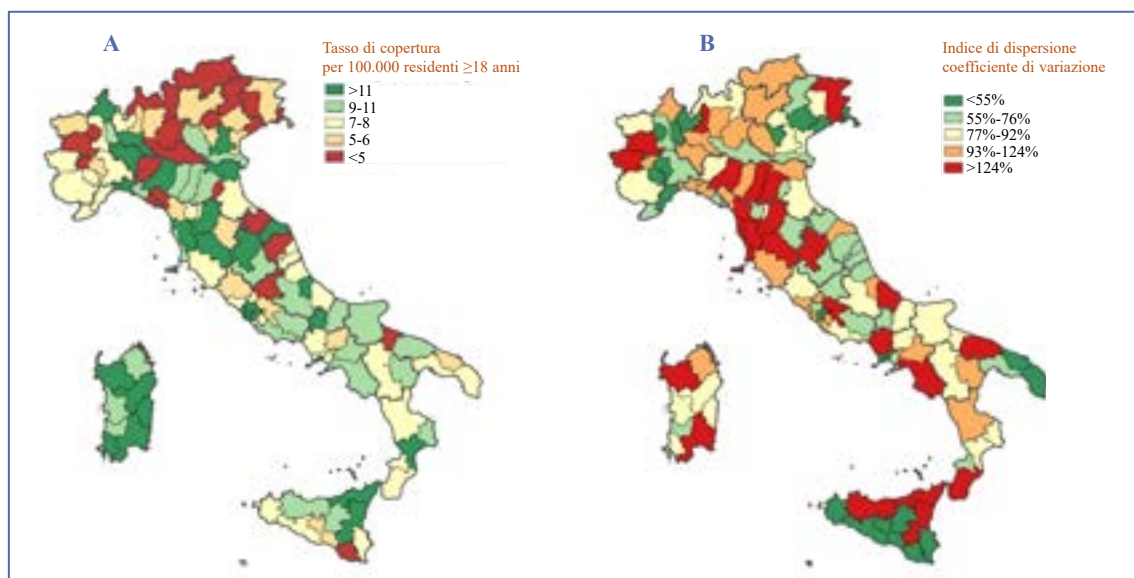 A
Tasso di copertura
per 100.000 residenti ≥18 anni
>11
9-11
7-8
5-6
<5
B
Indice di dispersione
coefficiente di variazione
<55%
55%-76%
77%-92%
93%-124%
>124%